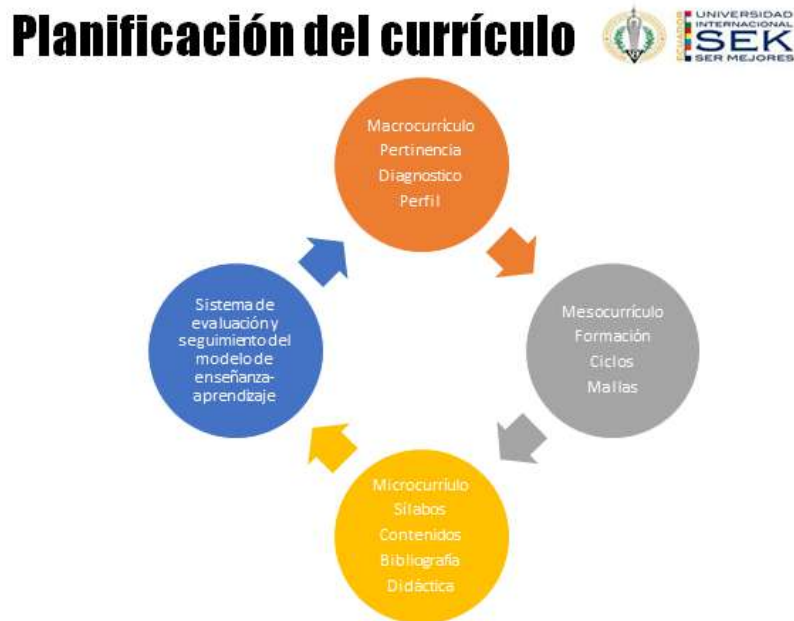 Planificación del currículo
ECUADOR
UNIVERSIDAD
INTERNACIONAL
SEK
SER MEJORES
Macrocurrículo
Pertinencia
Diagnostico
Perfil
Mesocurrículo
Formación
Ciclos
Mallas
Microcurríulo
Sílabos
Contenidos
Bibliografía
Didáctica
Sistema de
evaluación y
seguimiento del
modelo de
enseñanza-
aprendizaje